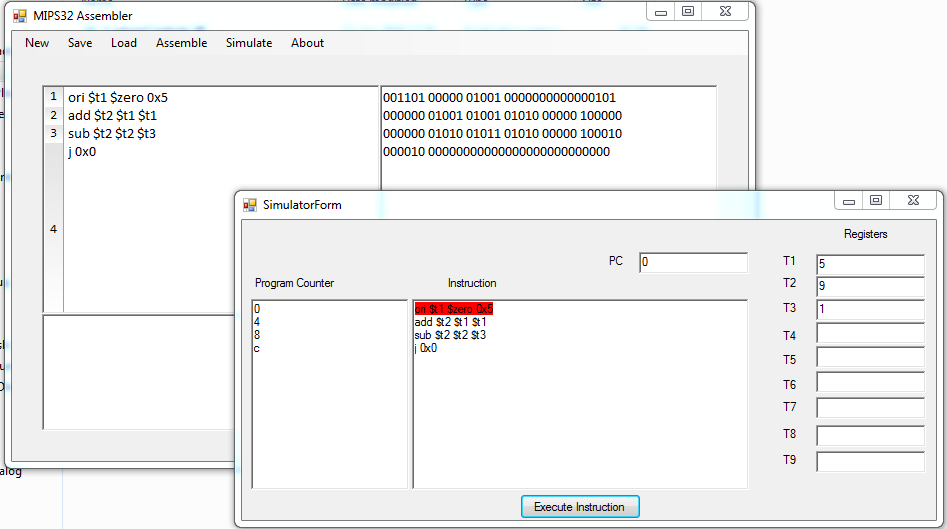 MIPS32 Assembler
New Save Load Assemble Simulate About
1 ori $t1 $zero 0x5
2 add $t2 $t1 $t1
3 sub $t2 $t2 $t3
j 0x0
4
001101 00000 01001 0000000000000101
000000 01001 01001 01010 00000 100000
000000 01010 01011 01010 00000 100010
000010 00000000000000000000000000
SimulatorForm
Registers
PC 0
Program Counter
0
4
8
c
Instruction
ori $t1 $zero 0x5
add $t2 $t1 $t1
sub $t2 $t2 $t3
j 0x0
T1 5
T2 9
T3 1
T4
T5
T6
T7
T8
T9
Execute Instruction
alog